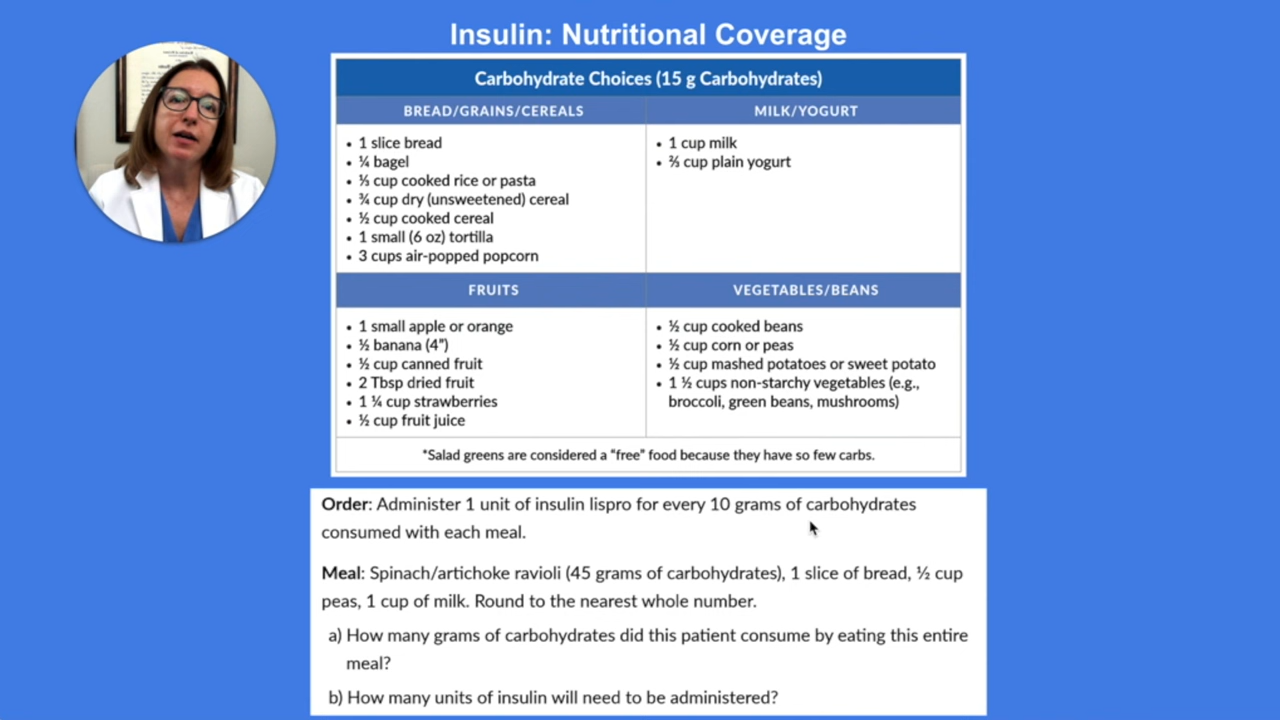 Insulin: Nutritional Coverage
Carbohydrate Choices (15 g Carbohydrates)
BREAD/GRAINS/CEREALS
• 1 slice bread
• ¼ bagel
• ⅓ cup cooked rice or pasta
• ¾ cup dry (unsweetened) cereal
• ½ cup cooked cereal
• 1 small (6 oz) tortilla
• 3 cups air-popped popcorn
MILK/YOGURT
• 1 cup milk
• ⅔ cup plain yogurt
FRUITS
• 1 small apple or orange
• ½ banana (4”)
• ½ cup canned fruit
• 2 Tbsp dried fruit
• 1 ¼ cup strawberries
• ½ cup fruit juice
VEGETABLES/BEANS
• ½ cup cooked beans
• ½ cup corn or peas
• ½ cup mashed potatoes or sweet potato
• 1 ½ cups non-starchy vegetables (e.g.,
broccoli, green beans, mushrooms)
*Salad greens are considered a “free” food because they have so few carbs.
Order: Administer 1 unit of insulin lispro for every 10 grams of carbohydrates
consumed with each meal.
Meal: Spinach/artichoke ravioli (45 grams of carbohydrates), 1 slice of bread, ½ cup
peas, 1 cup of milk. Round to the nearest whole number.
a) How many grams of carbohydrates did this patient consume by eating this entire
meal?
b) How many units of insulin will need to be administered?